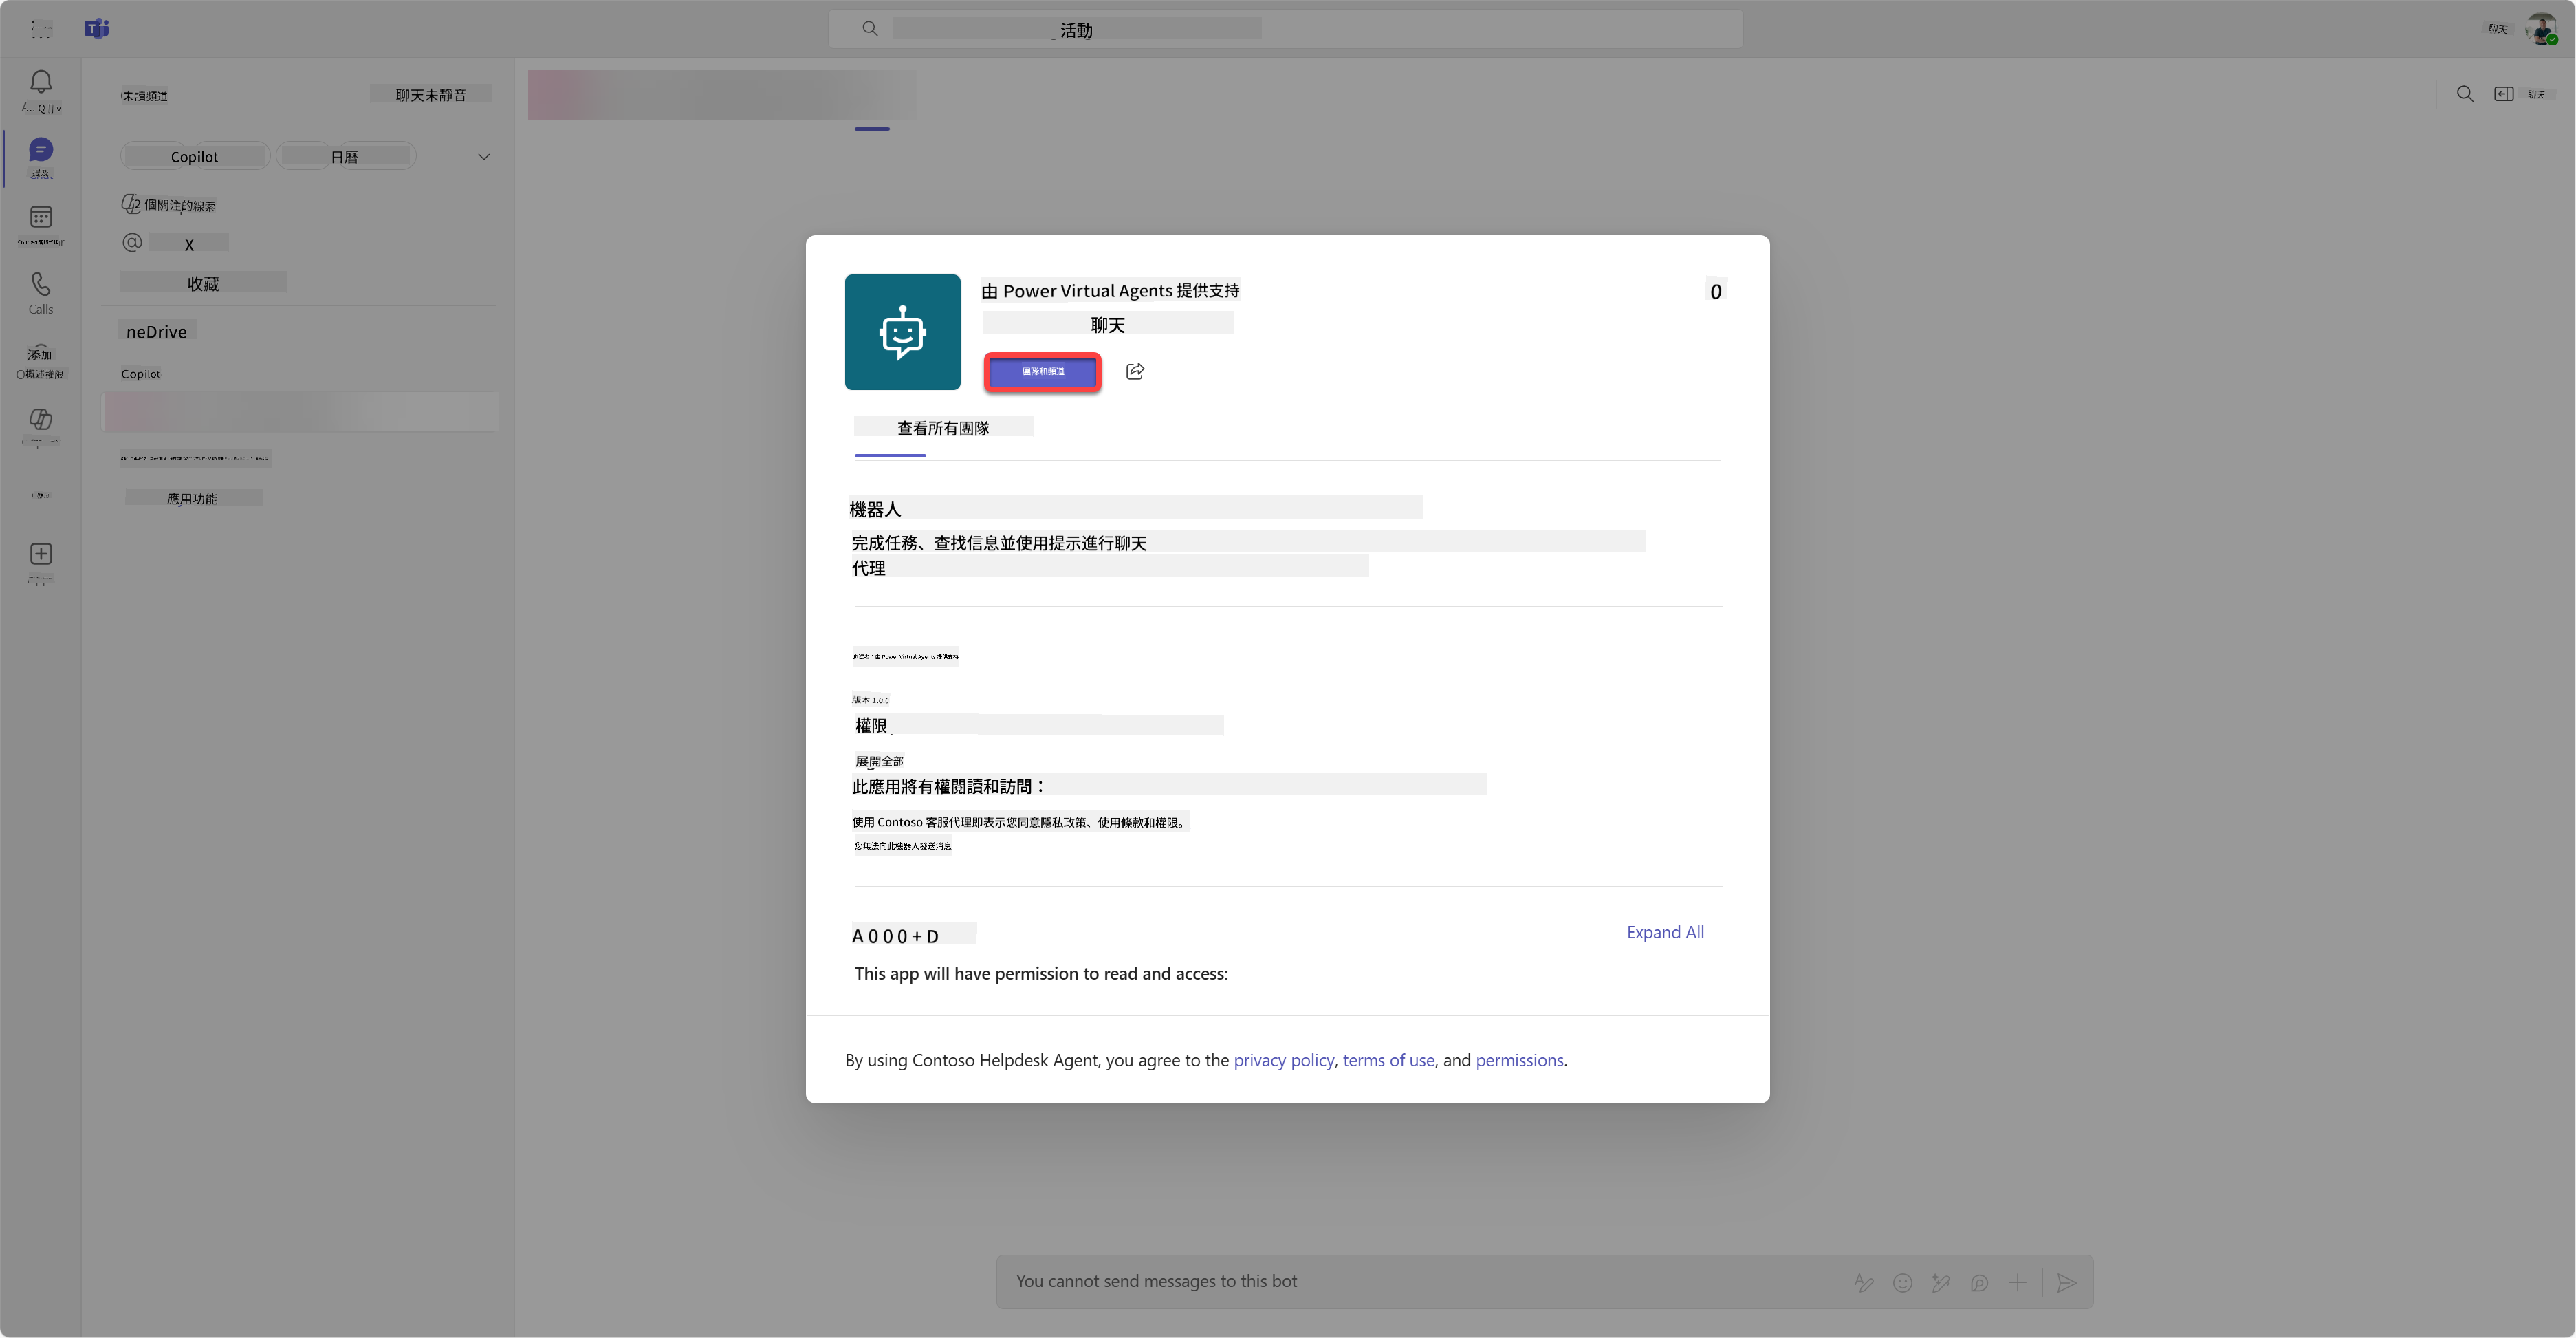 活動
聊天
未讀頻道
聊天未靜音
聊天
Copilot
日曆
2 個關注的線索
X
收藏
Calls
neDrive
添加
Copilot
應用功能
由 Power Virtual Agents 提供支持
0
聊天
團隊和頻道
查看所有團隊
機器人
完成任務、查找信息並使用提示進行聊天
代理
由 Power Virtual Agents 提供支持
版本 1.0.0
權限
展開全部
此應用將有權閱讀和訪問：
使用 Contoso 客服代理即表示您同意隱私政策、使用條款和權限。
您無法向此機器人發送消息
A 0 0 0 + D
Expand All
This app will have permission to read and access:
By using Contoso Helpdesk Agent, you agree to the privacy policy, terms of use, and permissions.
You cannot send messages to this bot